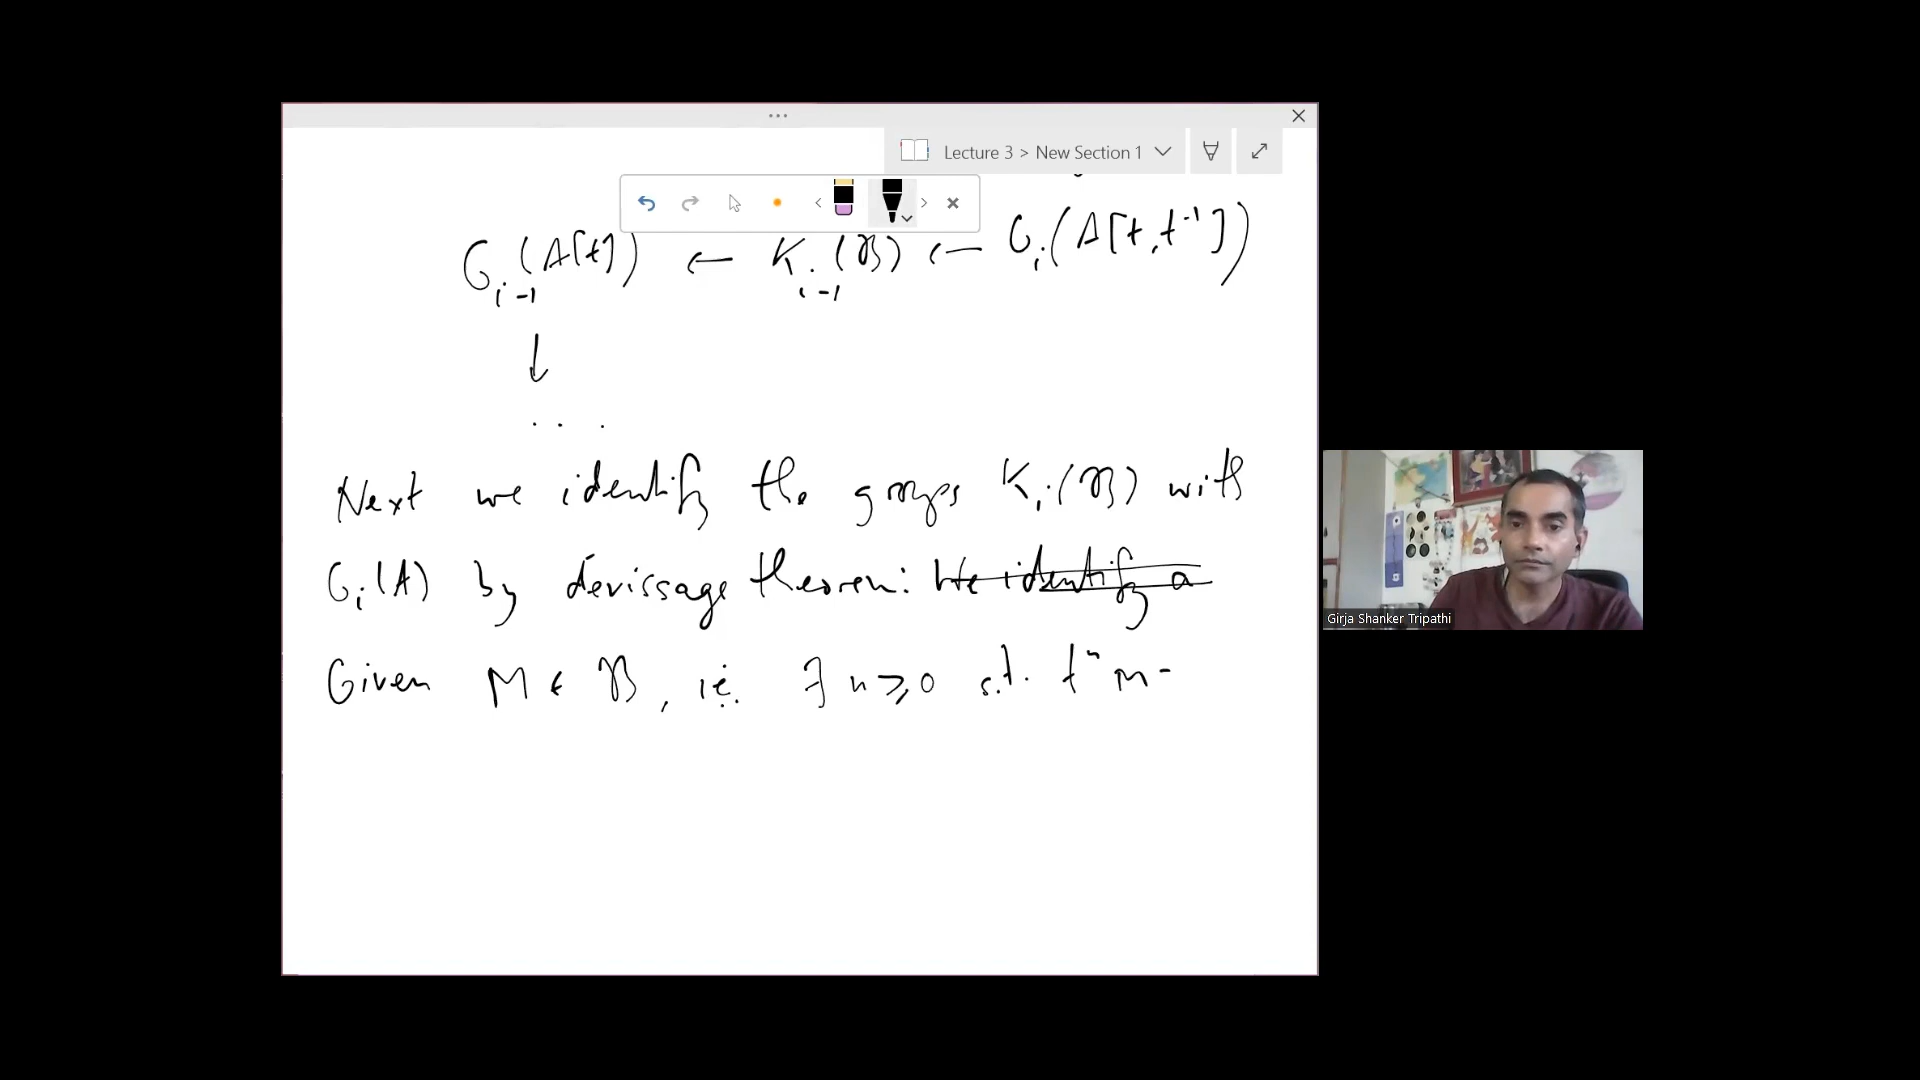 Lecture 3 > New Section 1
G_{i-1}(A[t]) ← K_{i-1}(B) ← G_i(A[t,t^{-1}])
↓
...
Next we identify the groups K_i(B) with
G_i(A) by devissage theorem: We identify a
Given M ∈ B, i.e. ∃ n ≥ 0 s.t. t^n M =
Girja Shanker Tripathi